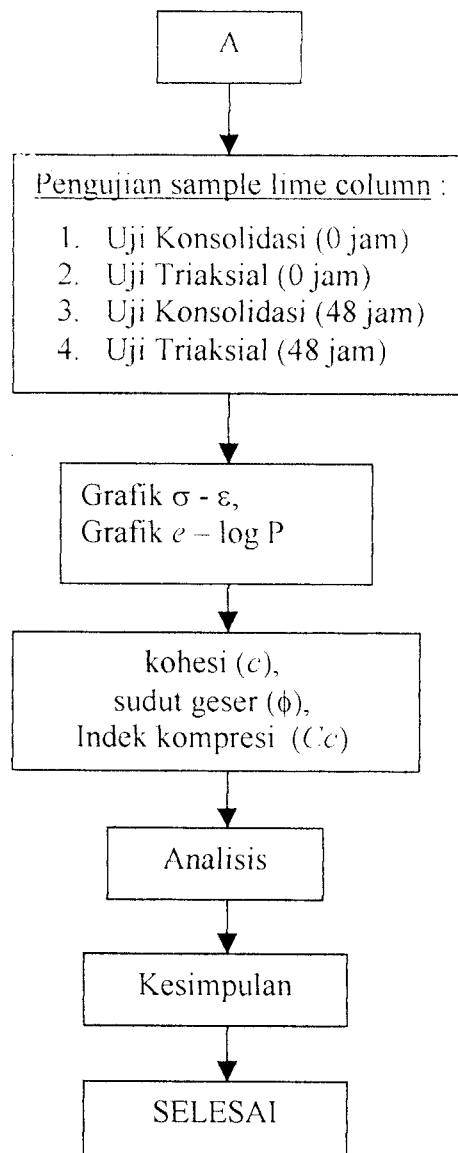 A
Pengujian sample lime column :
1. Uji Konsolidasi (0 jam)
2. Uji Triaksial (0 jam)
3. Uji Konsolidasi (48 jam)
4. Uji Triaksial (48 jam)
Grafik σ - ε,
Grafik e – log P
kohesi (c),
sudut geser (ϕ),
Indek kompresi (Cc)
Analisis
Kesimpulan
SELESAI